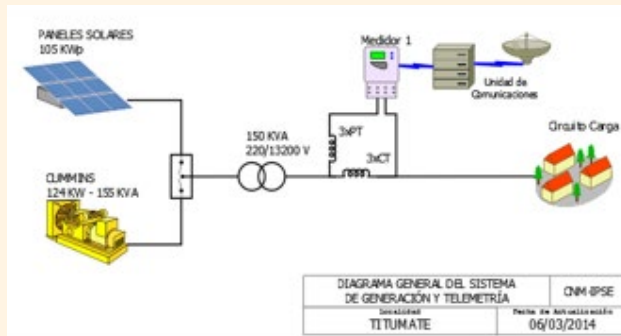 PANELES SOLARES
105 KWp
Medidor 1
Unidad de
Comunicaciones
Circuito Carga
150 KVA
220/13200 V
3xPT
3xCT
CUMMINS
124 KW - 155 KVA
DIAGRAMA GENERAL DEL SISTEMA
DE GENERACIÓN Y TELEMETRÍA
CNM-IPSE
Localidad
TITUMATE
Fecha de Actualización
06/03/2014